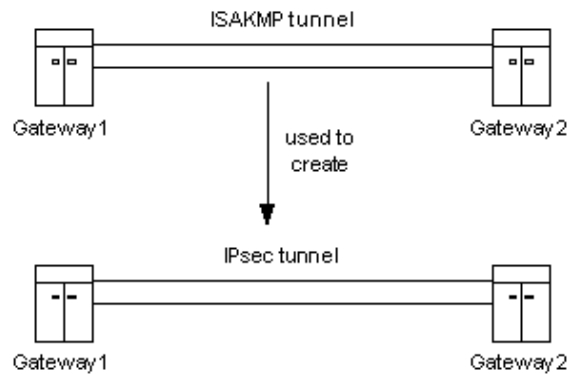 ISAKMP tunnel
Gateway1
Gateway2
used to
create
IPsec tunnel
Gateway1
Gateway2